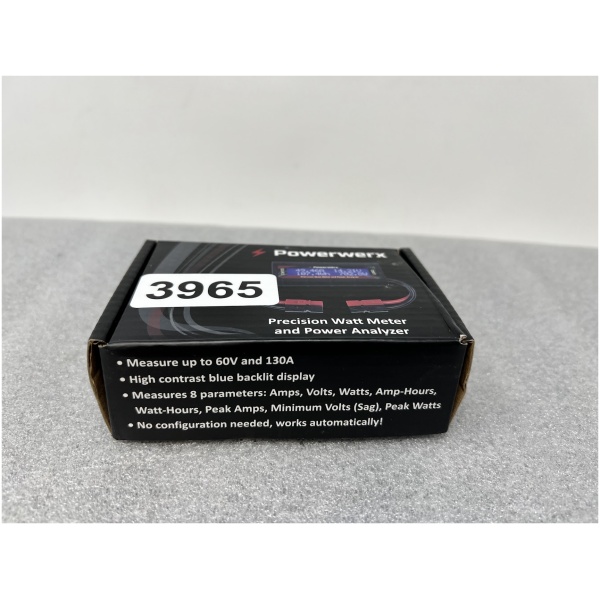 Powerwerx
3965
Precision Watt Meter
and Power Analyzer
• Measure up to 60V and 130A
• High contrast blue backlit display
• Measures 8 parameters: Amps, Volts, Watts, Amp-Hours,
Watt-Hours, Peak Amps, Minimum Volts (Sag), Peak Watts
• No configuration needed, works automatically!